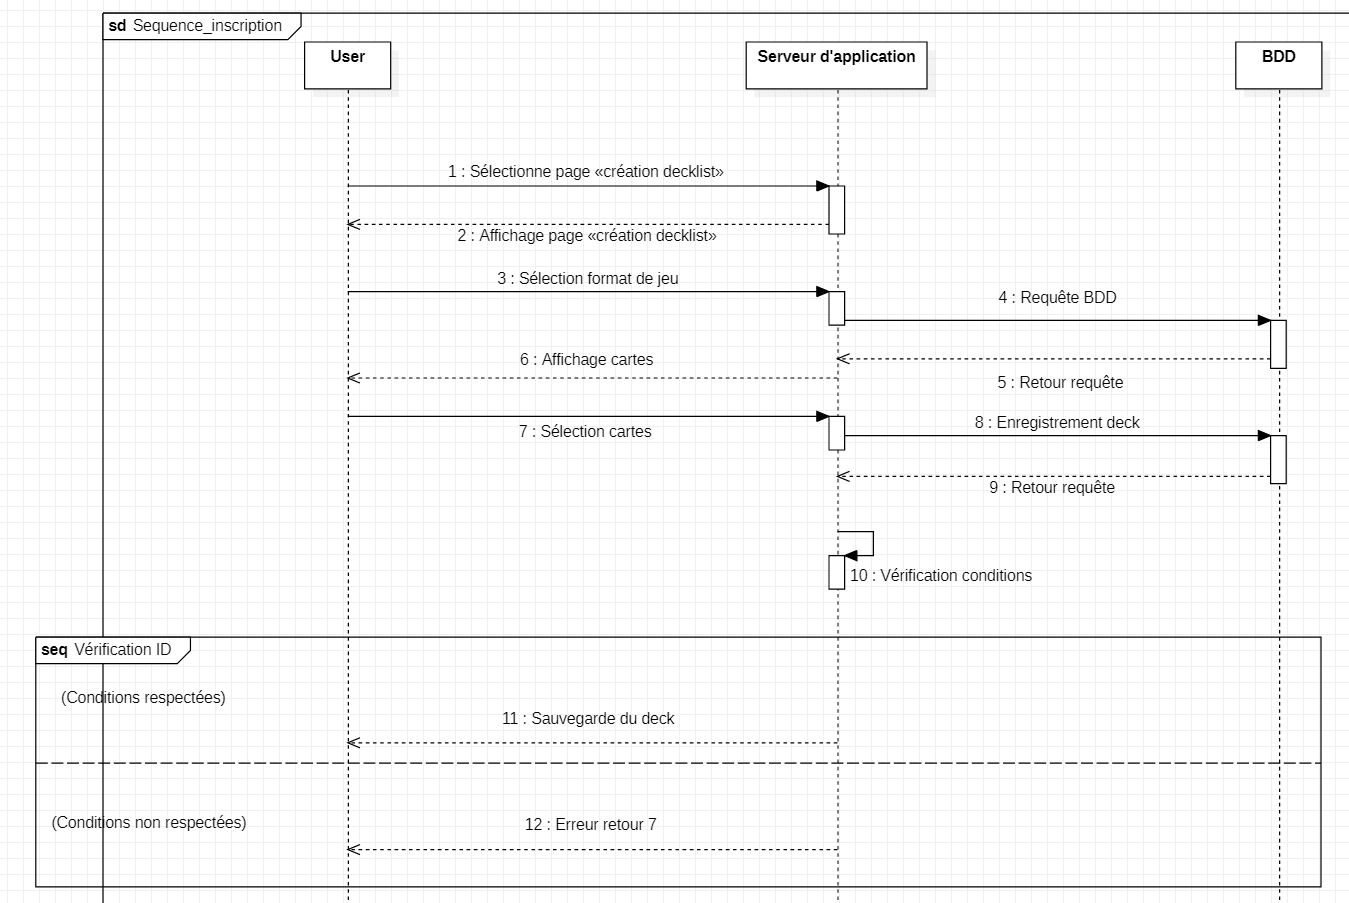 sd Sequence_inscription
User
Serveur d'application
BDD
1 : Sélectionne page «création decklist»
2 : Affichage page «création decklist»
3 : Sélection format de jeu
4 : Requête BDD
6 : Affichage cartes
5 : Retour requête
7 : Sélection cartes
8 : Enregistrement deck
9 : Retour requête
10 : Vérification conditions
seq Vérification ID
(Conditions respectées)
11 : Sauvegarde du deck
(Conditions non respectées)
12 : Erreur retour 7